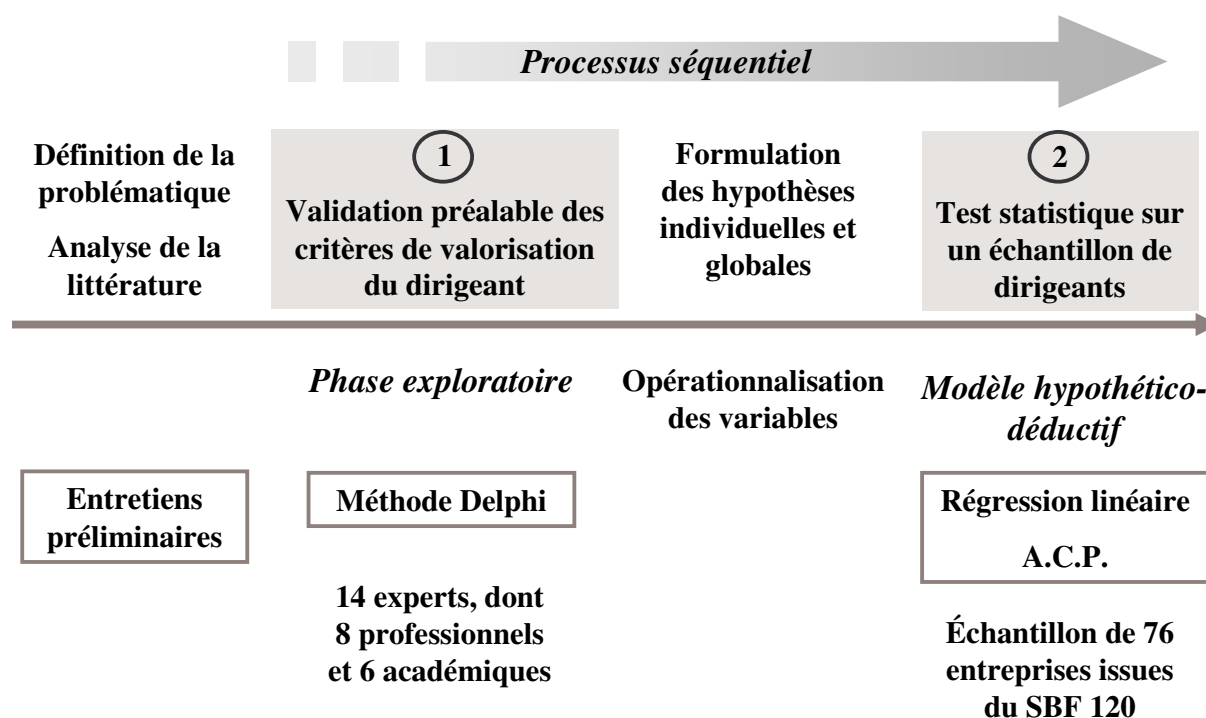 Processus séquentiel
Définition de la
problématique
Analyse de la
littérature
1
Validation préalable des
critères de valorisation
du dirigeant
Formulation
des hypothèses
individuelles et
globales
2
Test statistique sur
un échantillon de
dirigeants
Phase exploratoire
Opérationnalisation
des variables
Modèle hypothético-
déductif
Entretiens
préliminaires
Méthode Delphi
14 experts, dont
8 professionnels
et 6 académiques
Régression linéaire
A.C.P.
Échantillon de 76
entreprises issues
du SBF 120